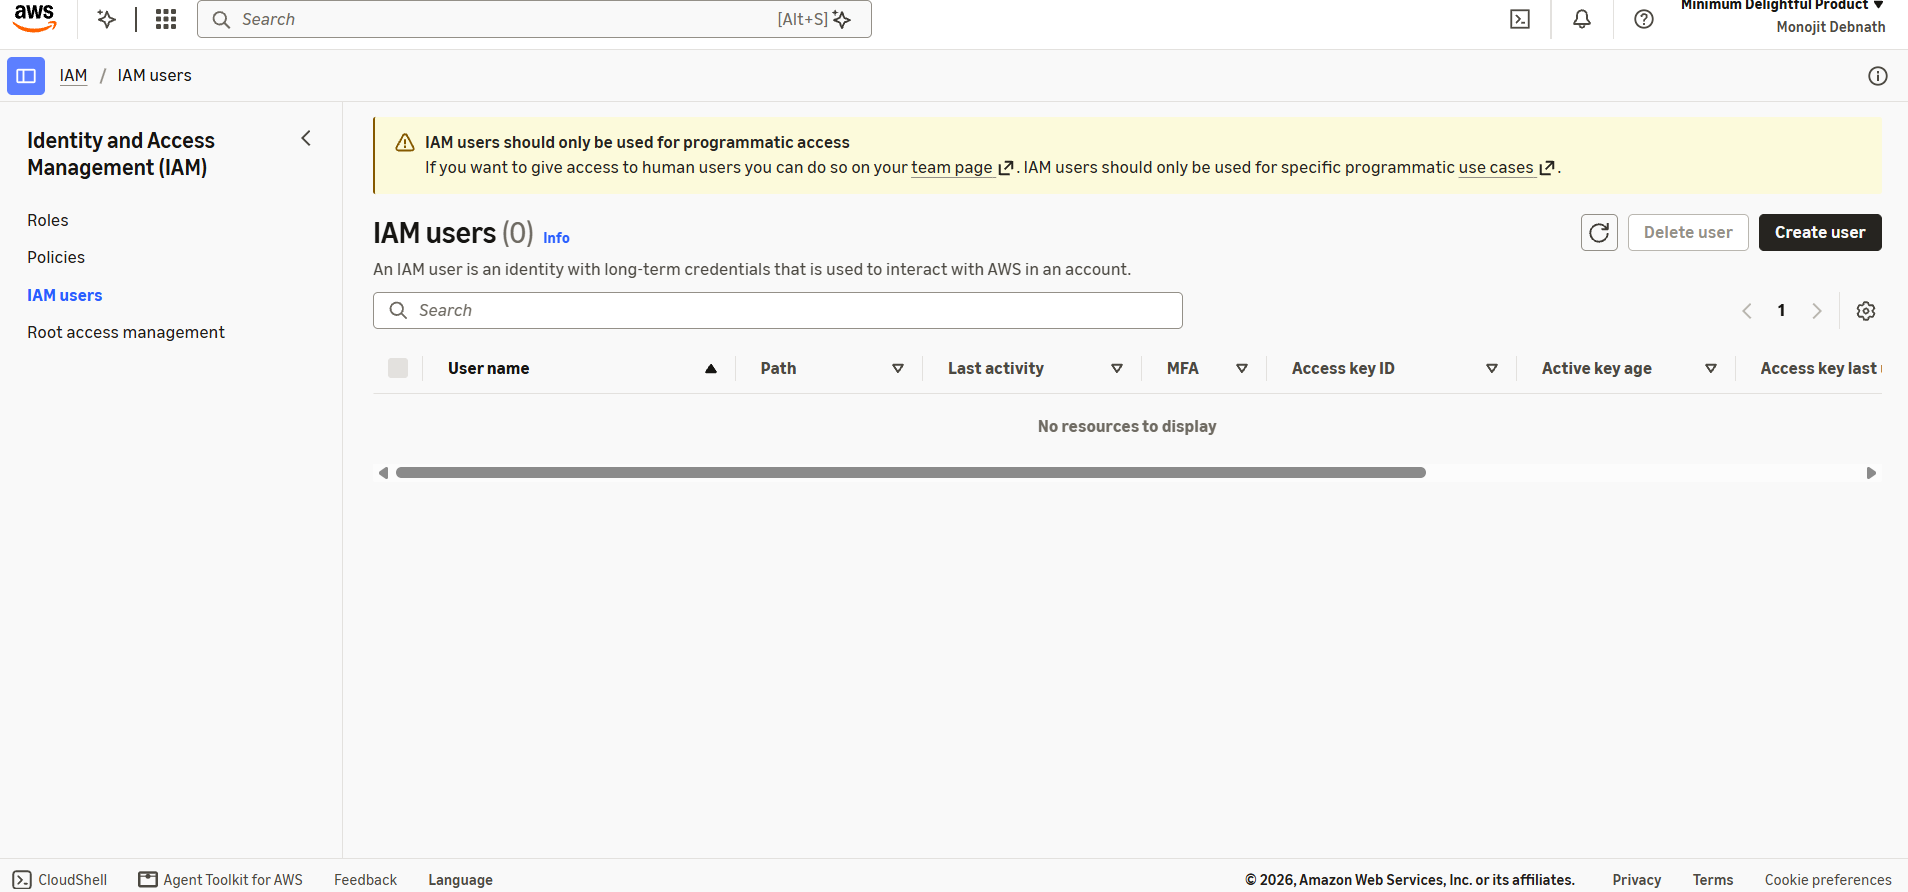 aws
Search [Alt+S]
Minimum Delightful Product
Monojit Debnath
IAM / IAM users
Identity and Access
Management (IAM)
Roles
Policies
IAM users
Root access management
IAM users should only be used for programmatic access
If you want to give access to human users you can do so on your team page . IAM users should only be used for specific programmatic use cases .
IAM users (0) Info
Delete user
Create user
An IAM user is an identity with long-term credentials that is used to interact with AWS in an account.
Search
1
User name Path Last activity MFA Access key ID Active key age Access key last
No resources to display
CloudShell Agent Toolkit for AWS Feedback Language © 2026, Amazon Web Services, Inc. or its affiliates. Privacy Terms Cookie preferences